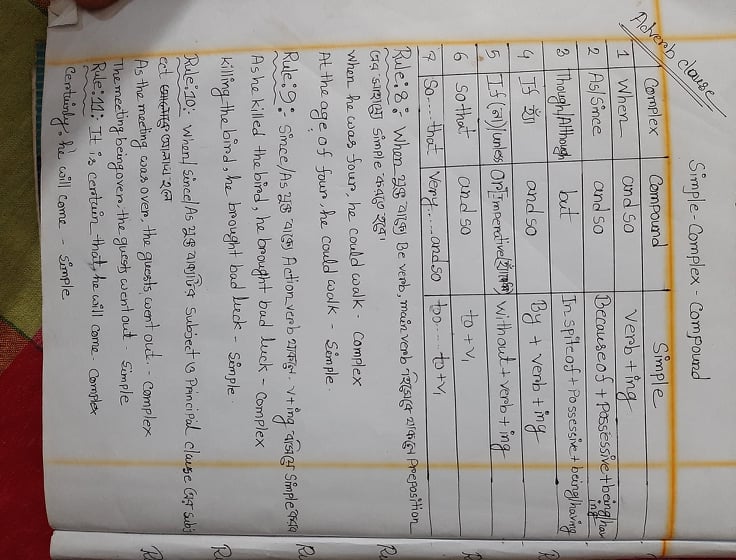 Adverb clause
Simple - Complex - Compound
Complex Compound Simple
1 When and so verb + ing
2 As/Since and so Because of + Possessive + being/having
3 Though/Although but In spite of + Possessive + being/having
4 If হ্যাঁ and so By + verb + ing
5 If (না)/unless Or/Imperative without + verb + ing
6 so that and so to + v₁
7 So.....that Very.....and so too.....to + v₁
Rule: 8 :- When যুক্ত বাক্যে Be verb, main verb হিসেবে থাকলে Preposition
এর সাহায্যে simple করতে হবে।
When he was four, he could walk - Complex
At the age of four, he could walk - Simple.
Rule: 9 :- Since/As যুক্ত বাক্যে Action verb থাকলে. v+ing বসিয়ে Simple করব
As he killed the bird, he brought bad luck - Complex
killing the bird, he brought bad luck - Simple.
Rule: 10:- When/since/As যুক্ত বাক্যটির Subject ও Principal clause এর subj
ect আলাদা হলে
As the meeting was over, the guests went out. - Complex
The meeting being over, the guests went out - Simple
Rule: 11: It is certain that, he will come. Complex
Certainly, he will come - Simple